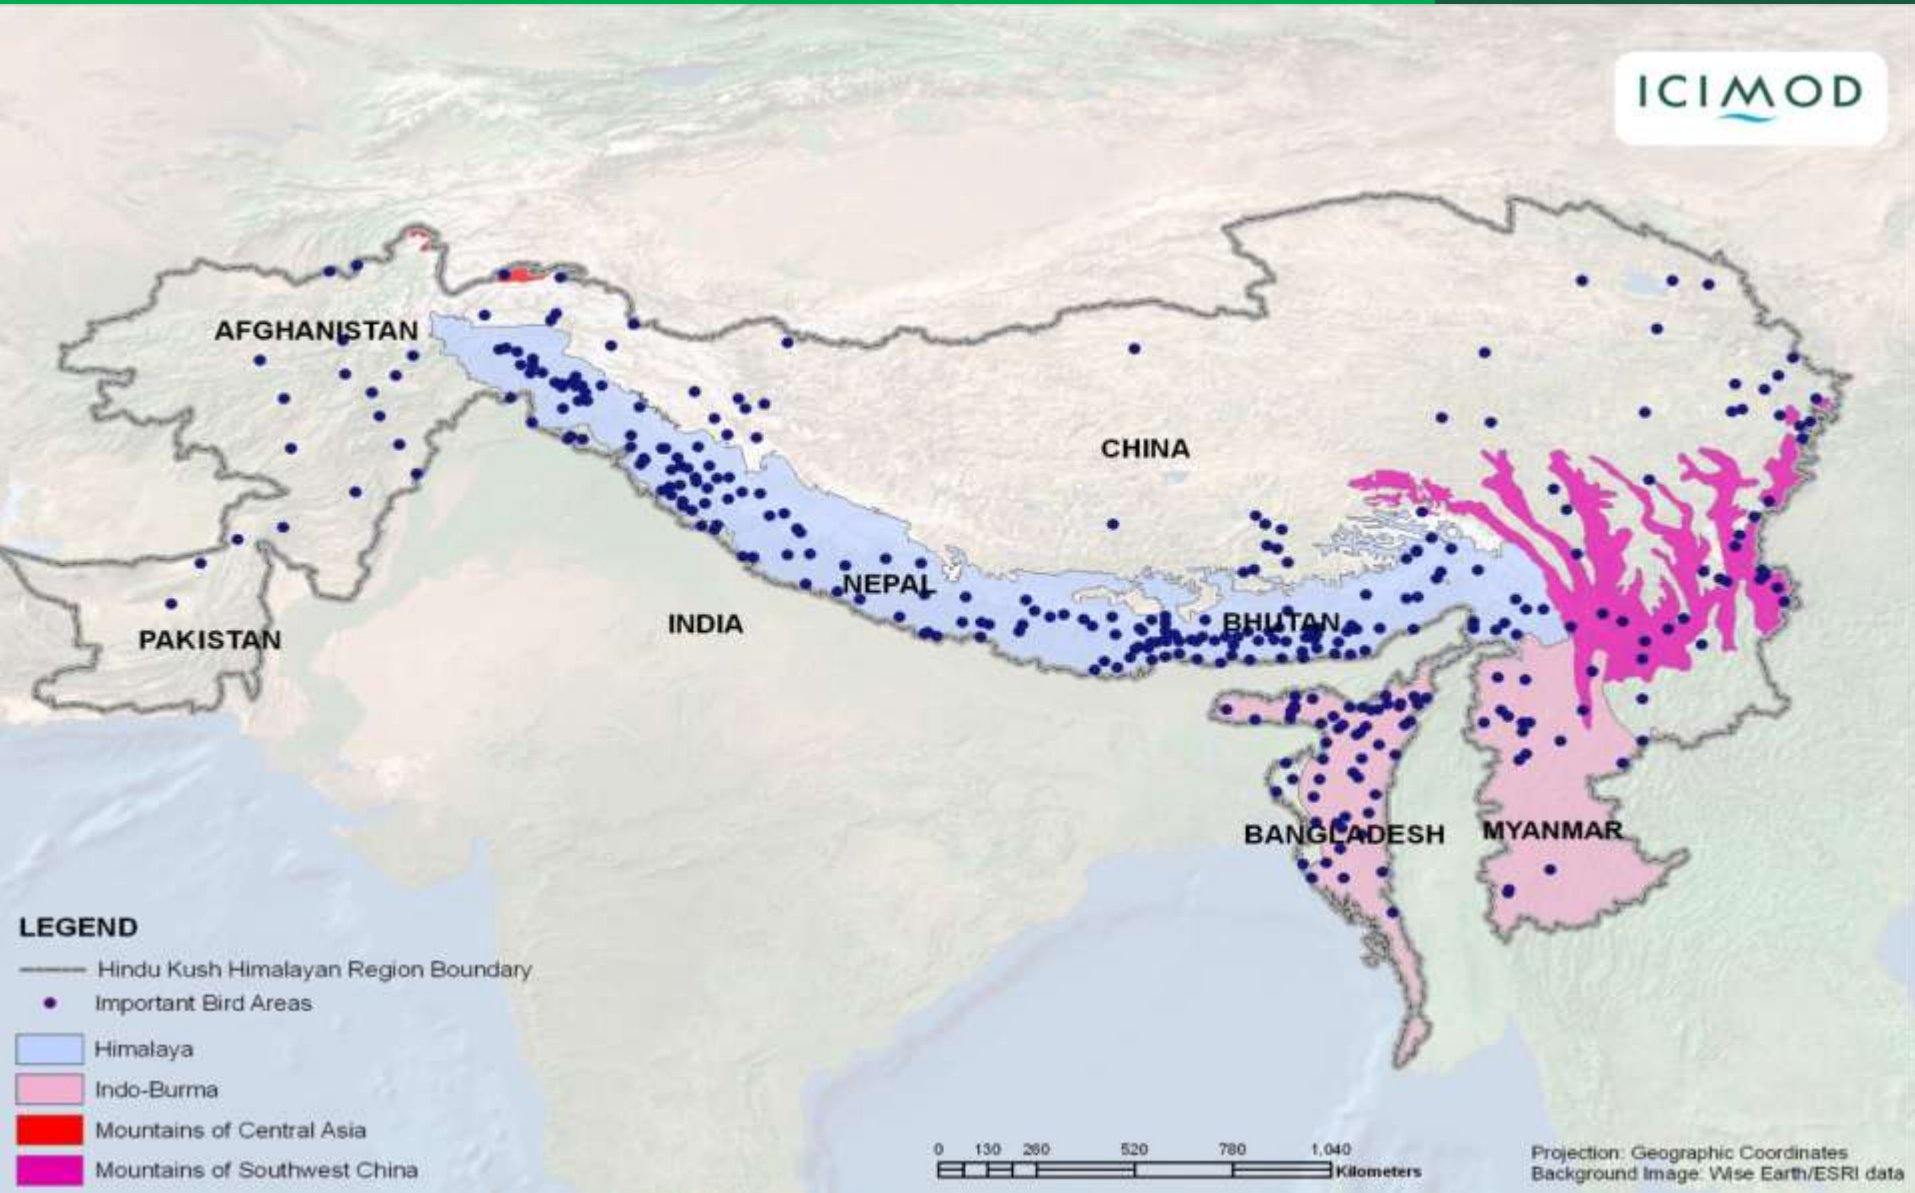 ICIMOD
AFGHANISTAN
CHINA
NEPAL
INDIA
BHUTAN
PAKISTAN
BANGLADESH
MYANMAR
LEGEND
Hindu Kush Himalayan Region Boundary
Important Bird Areas
Himalaya
Indo-Burma
Mountains of Central Asia
Mountains of Southwest China
0 130 260 520 780 1,040
Kilometers
Projection: Geographic Coordinates
Background Image: Wise Earth/ESRI data